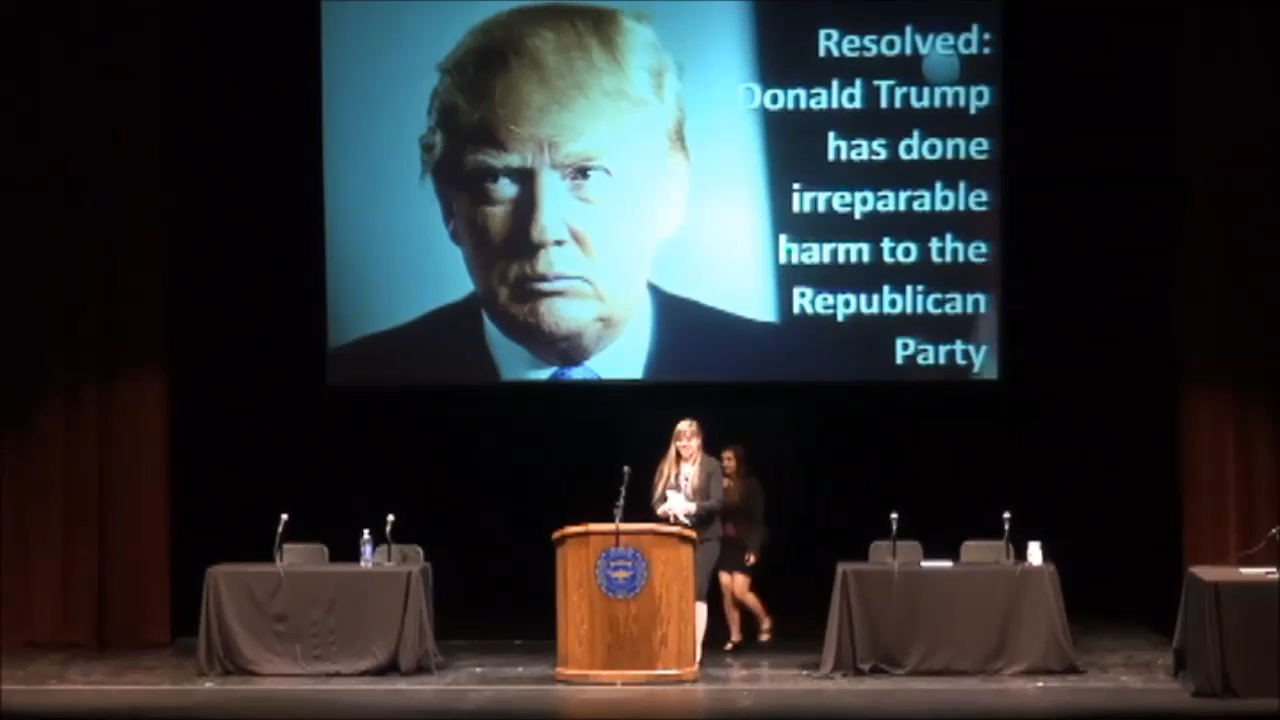 Resolved:
Donald Trump
has done
irreparable
harm to the
Republican
Party